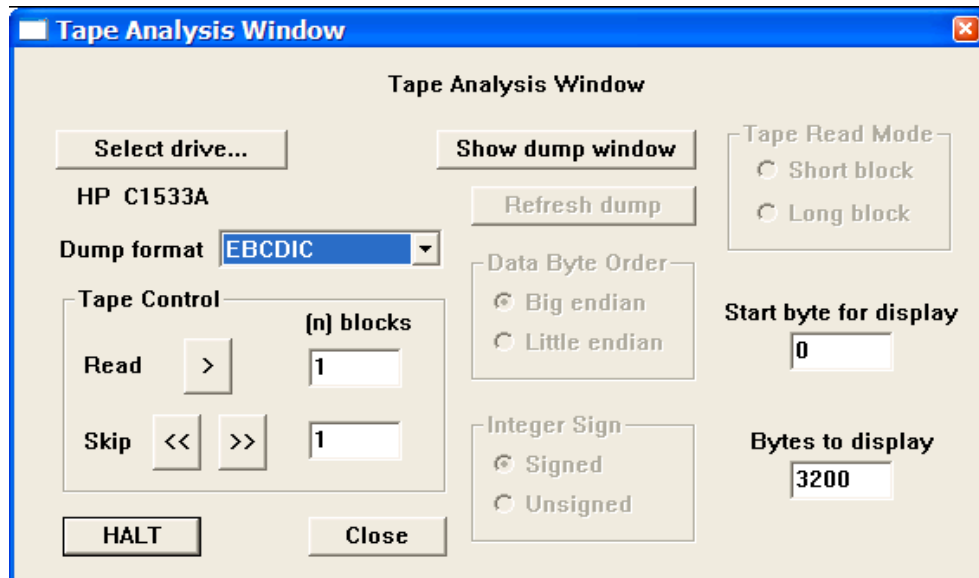 Tape Analysis Window
Tape Analysis Window
Select drive...
Show dump window
Tape Read Mode
Short block
Long block
HP C1533A
Refresh dump
Dump format EBCDIC
Data Byte Order
Big endian
Little endian
Tape Control
(n) blocks
Read > 1
Skip << >> 1
Start byte for display
0
Integer Sign
Signed
Unsigned
Bytes to display
3200
HALT
Close